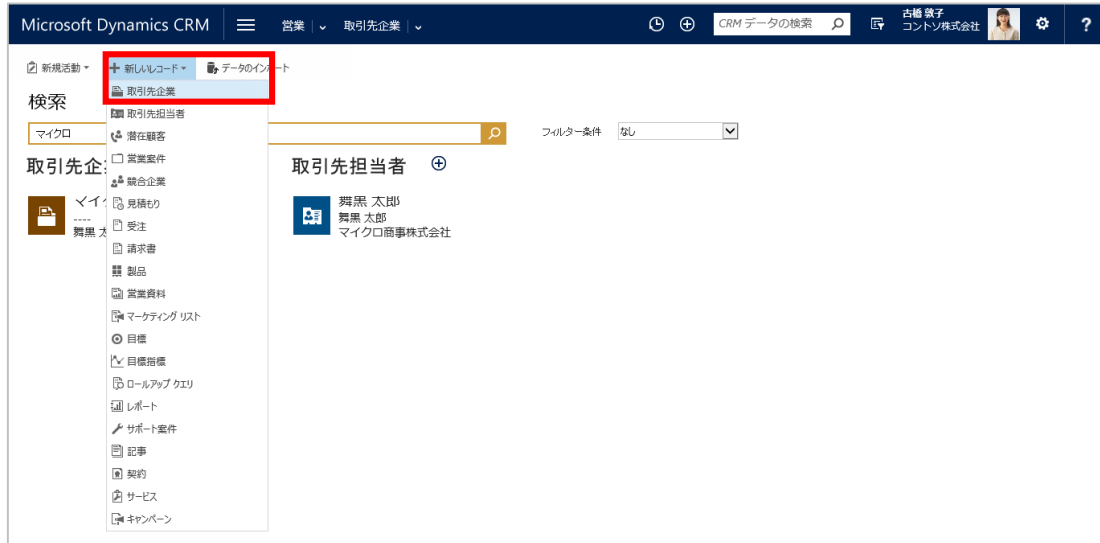 Microsoft Dynamics CRM 営業 取引先企業 CRM データの検索 古橋 敦子
コントソ株式会社 ?
新規活動 新しいレコード データのインポート
取引先企業
検索
取引先担当者
マイクロ
潜在顧客
フィルター条件 なし
取引先企
営業案件
取引先担当者
競合企業
マイク
見積もり
舞黒 太郎
----
受注
舞黒 太郎
舞黒 太
マイクロ商事株式会社
請求書
製品
営業資料
マーケティング リスト
目標
目標指標
ロールアップ クエリ
レポート
サポート案件
記事
契約
サービス
キャンペーン